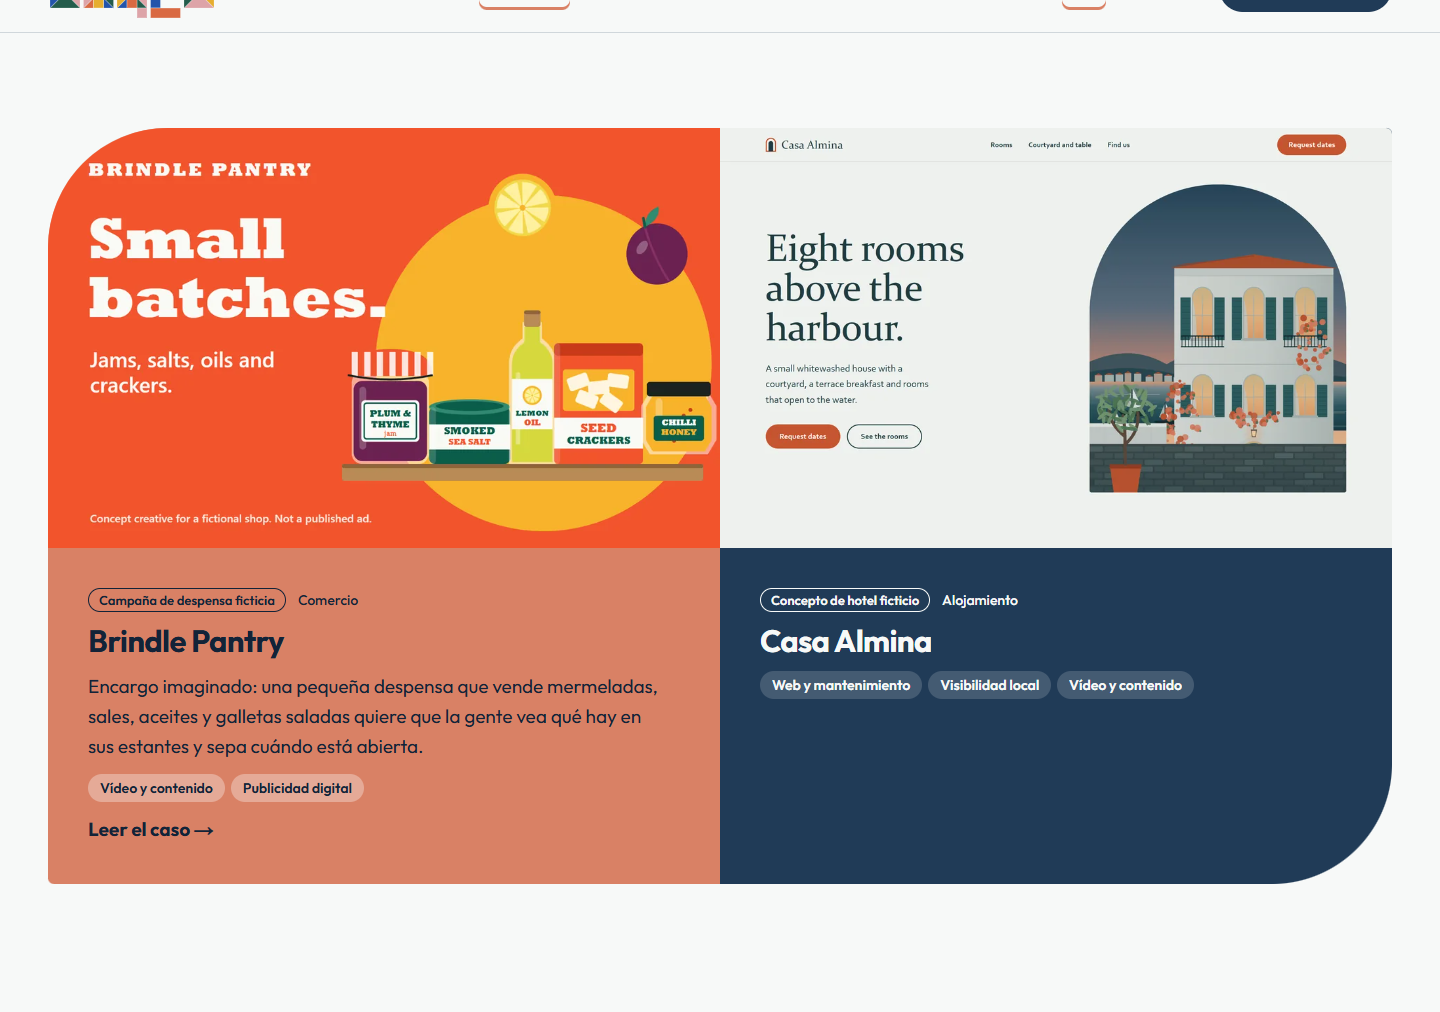 BRINDLE PANTRY
Small
batches.
Jams, salts, oils and
crackers.
PLUM &
THYME
jam
SMOKED
SEA SALT
LEMON
OIL
SEED
CRACKERS
CHILLI
HONEY
Concept creative for a fictional shop. Not a published ad.
Casa Almina
Rooms
Courtyard and table
Find us
Request dates
Eight rooms
above the
harbour.
A small whitewashed house with a
courtyard, a terrace breakfast and rooms
that open to the water.
Request dates
See the rooms
Campaña de despensa ficticia
Comercio
Brindle Pantry
Encargo imaginado: una pequeña despensa que vende mermeladas,
sales, aceites y galletas saladas quiere que la gente vea qué hay en
sus estantes y sepa cuándo está abierta.
Vídeo y contenido
Publicidad digital
Leer el caso →
Concepto de hotel ficticio
Alojamiento
Casa Almina
Web y mantenimiento
Visibilidad local
Vídeo y contenido